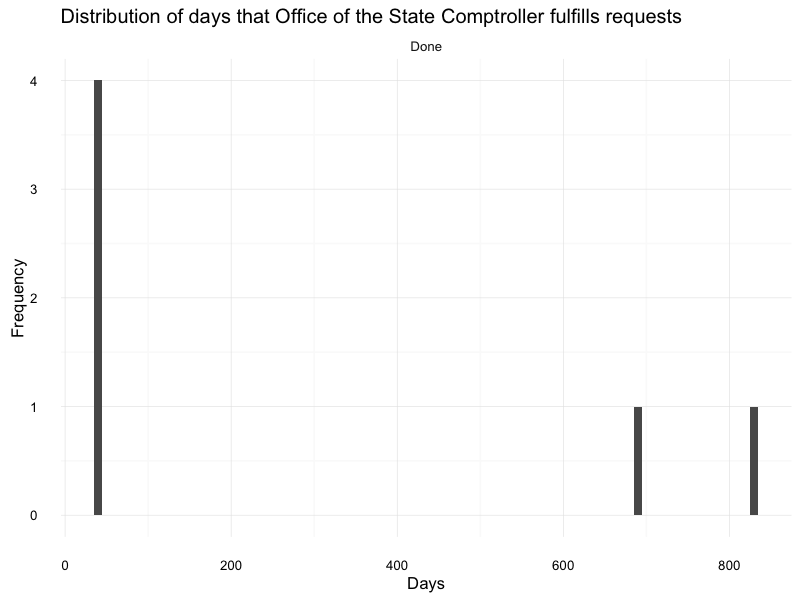 Distribution of days that Office of the State Comptroller fulfills requests
Done
4
3
2
1
0
Frequency
0 200 400 600 800
Days